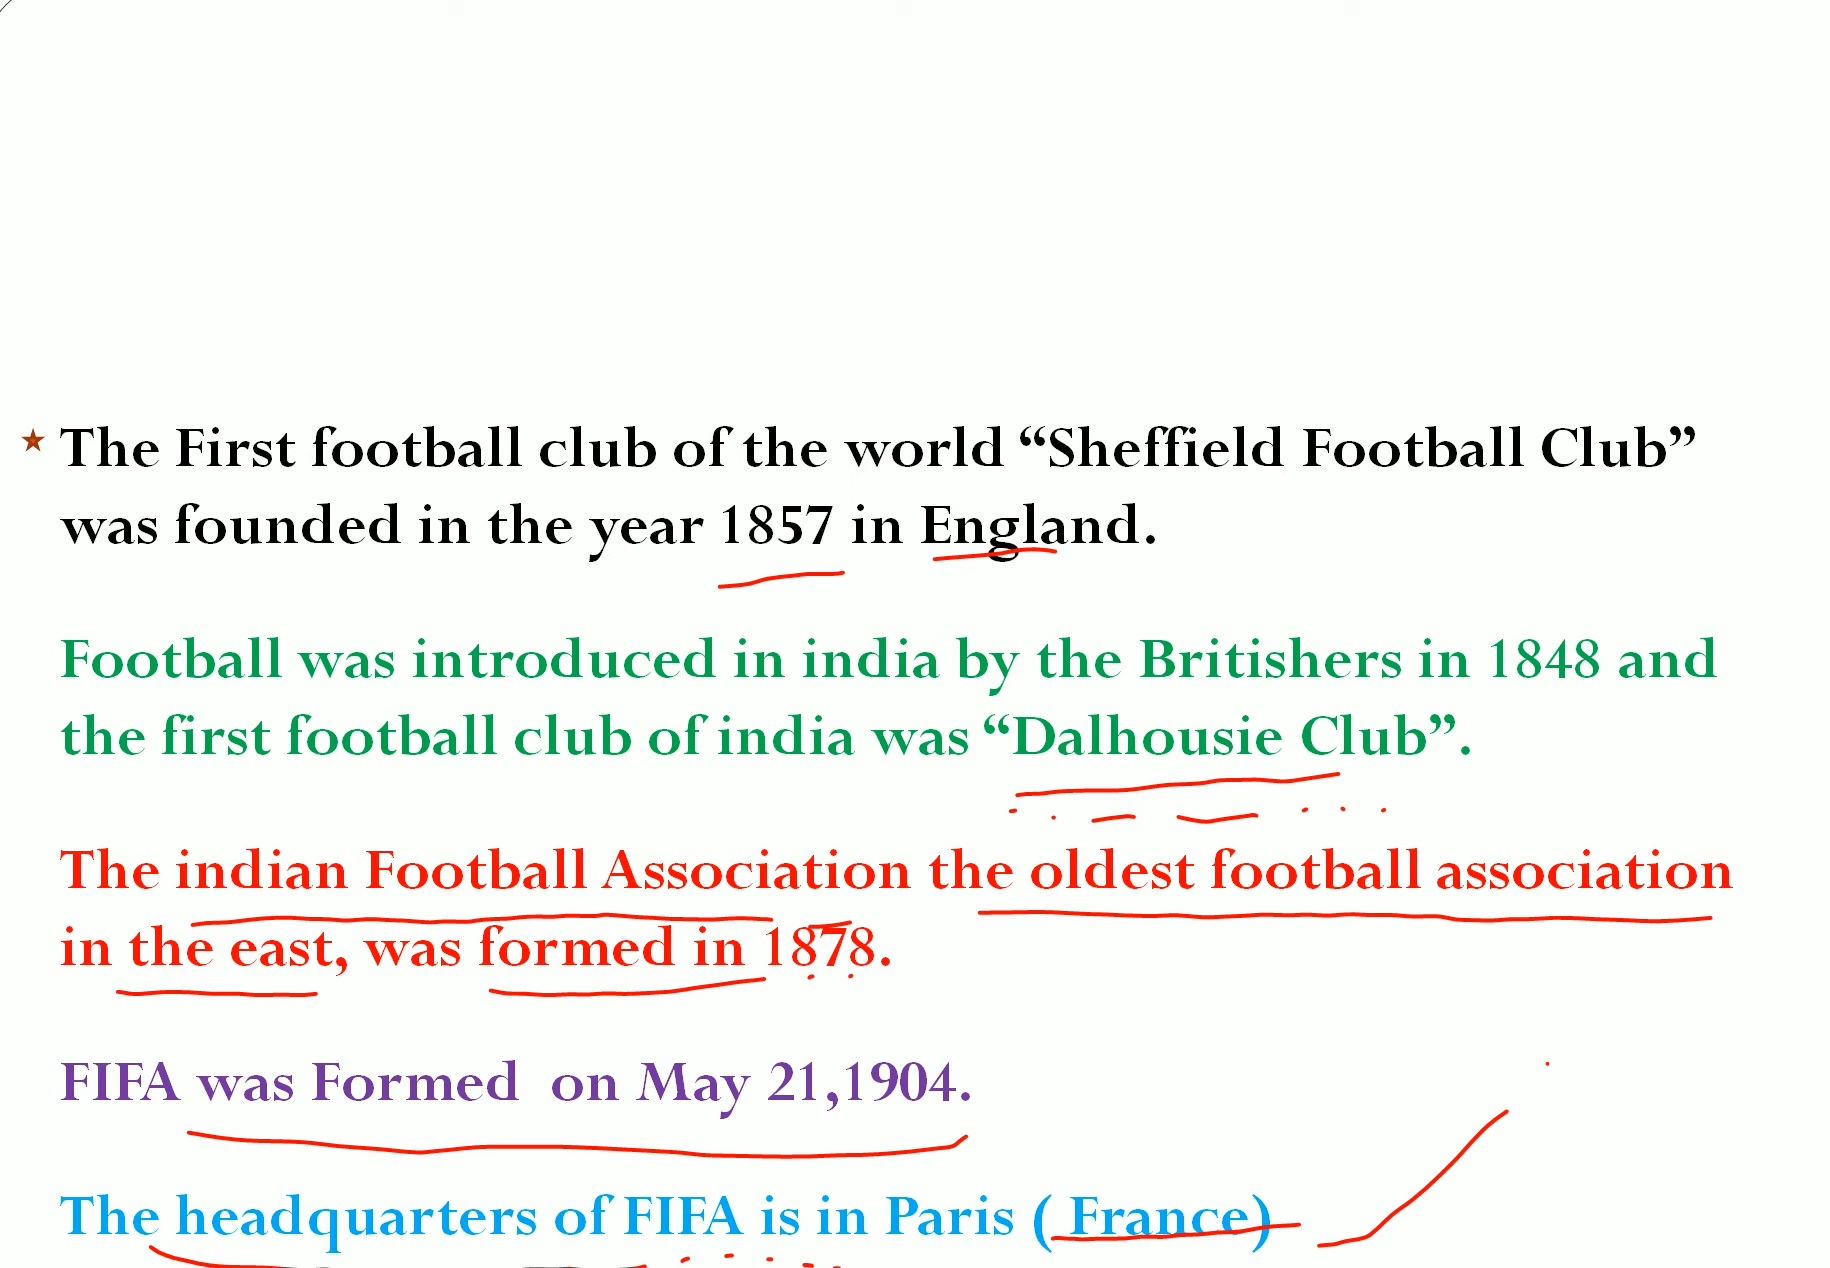 The First football club of the world “Sheffield Football Club”
was founded in the year 1857 in England.
Football was introduced in india by the Britishers in 1848 and
the first football club of india was “Dalhousie Club”.
The indian Football Association the oldest football association
in the east, was formed in 1878.
FIFA was Formed on May 21,1904.
The headquarters of FIFA is in Paris ( France)